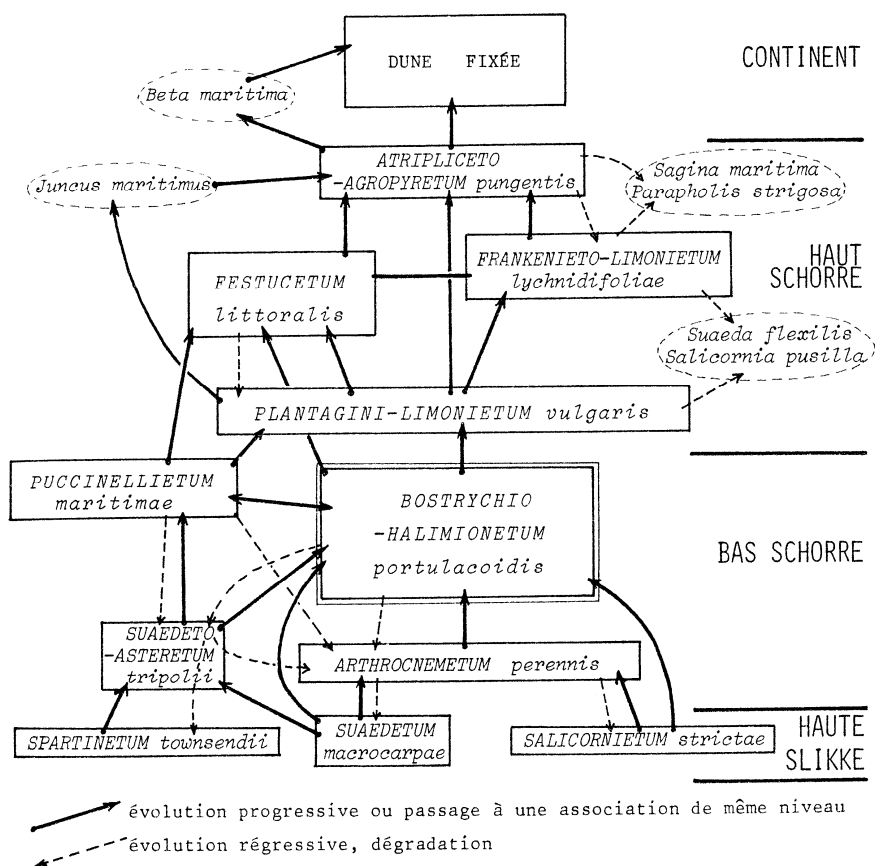 DUNE FIXÉE
CONTINENT
Beta maritima
ATRIPLICETO
-AGROPYRETUM pungentis
Sagina maritima
Parapholis strigosa
Juncus maritimus
HAUT
SCHORRE
FESTUCETUM
littoralis
FRANKENIETO-LIMONIETUM
lychnidifoliae
Suaeda flexilis
Salicornia pusilla
PLANTAGINI-LIMONIETUM vulgaris
PUCCINELLIETUM
maritimae
BOSTRYCHIO
-HALIMIONETUM
portulacoidis
BAS SCHORRE
SUAEDETO
-ASTERETUM
tripolii
ARTHROCNEMETUM perennis
SPARTINETUM townsendii
SUAEDETUM
macrocarpae
SALICORNIETUM strictae
HAUTE
SLIKKE
évolution progressive ou passage à une association de même niveau
évolution régressive, dégradation